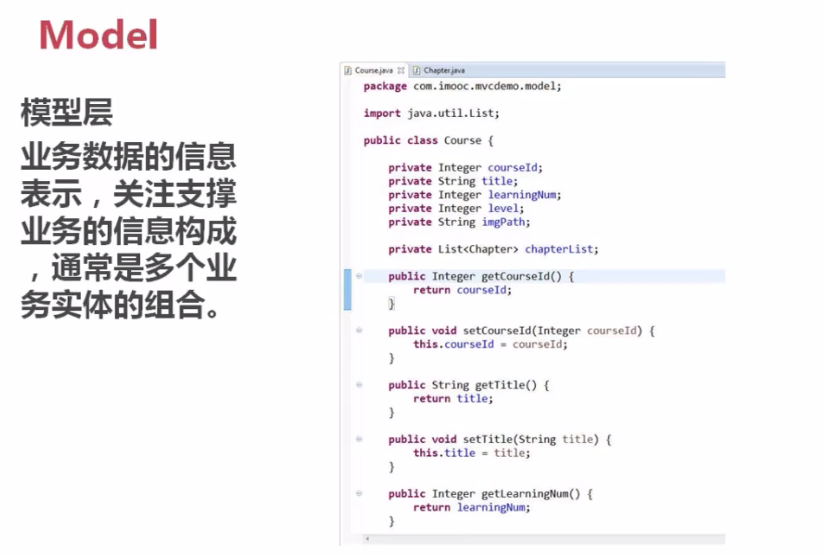 Model
模型层
业务数据的信息
表示，关注支撑
业务的信息构成
，通常是多个业
务实体的组合。
Course.java Chapter.java
package com.imooc.mvcdemo.model;
import java.util.List;
public class Course {
private Integer courseId;
private String title;
private Integer learningNum;
private Integer level;
private String imgPath;
private List<Chapter> chapterList;
public Integer getCourseId() {
return courseId;
}
public void setCourseId(Integer courseId) {
this.courseId = courseId;
}
public String getTitle() {
return title;
}
public void setTitle(String title) {
this.title = title;
}
public Integer getLearningNum() {
return learningNum;
}